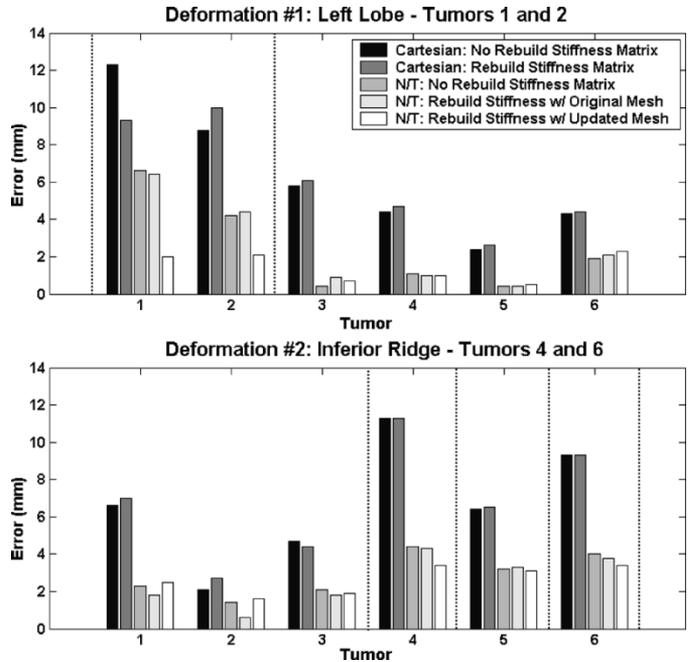 Deformation #1: Left Lobe - Tumors 1 and 2
14
12
10
8
6
4
2
0
Error (mm)
Cartesian: No Rebuild Stiffness Matrix
Cartesian: Rebuild Stiffness Matrix
N/T: No Rebuild Stiffness Matrix
N/T: Rebuild Stiffness w/ Original Mesh
N/T: Rebuild Stiffness w/ Updated Mesh
1 2 3 4 5 6
Tumor
Deformation #2: Inferior Ridge - Tumors 4 and 6
14
12
10
8
6
4
2
0
Error (mm)
1 2 3 4 5 6
Tumor